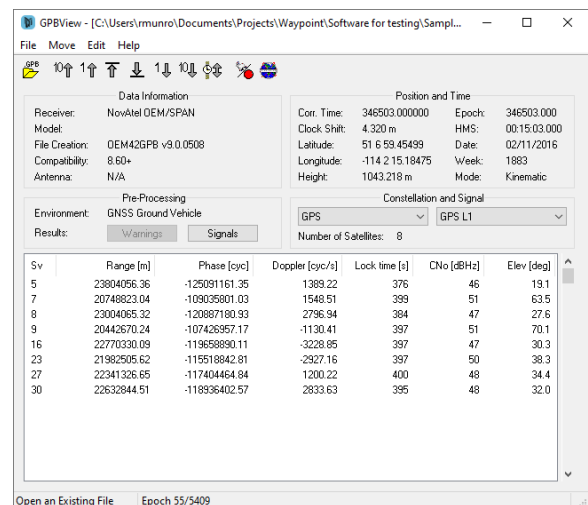 GPBView - [C:\Users\rmunro\Documents\Projects\Waypoint\Software for testing\Sampl...
File Move Edit Help
GPB 10 1 1 10
Data Information
Receiver: NovAtel OEM/SPAN
Model:
File Creation: OEM42GPB v9.0.0508
Compatibility: 8.60+
Antenna: N/A
Position and Time
Corr. Time: 346503.000000 Epoch: 346503.000
Clock Shift: 4.320 m HMS: 00:15:03.000
Latitude: 51 6 59.45499 Date: 02/11/2016
Longitude: -114 2 15.18475 Week: 1883
Height: 1043.218 m Mode: Kinematic
Pre-Processing
Environment: GNSS Ground Vehicle
Results: Warnings Signals
Constellation and Signal
GPS GPS L1
Number of Satellites: 8
Sv Range [m] Phase [cyc] Doppler [cyc/s] Lock time [s] CNo [dBHz] Elev [deg]
5 23804056.36 -125091161.35 1389.22 376 46 19.1
7 20748823.04 -109035801.03 1548.51 399 51 63.5
8 23004065.32 -120887180.93 2796.94 384 47 27.6
9 20442670.24 -107426957.17 -1130.41 397 51 70.1
16 22770330.09 -119658890.11 -3228.85 397 47 30.3
23 21982505.62 -115518842.81 -2927.16 397 50 38.3
27 22341326.65 -117404464.84 1200.22 400 48 34.4
30 22632844.51 -118936402.57 2833.63 395 48 32.0
Open an Existing File Epoch 55/5409